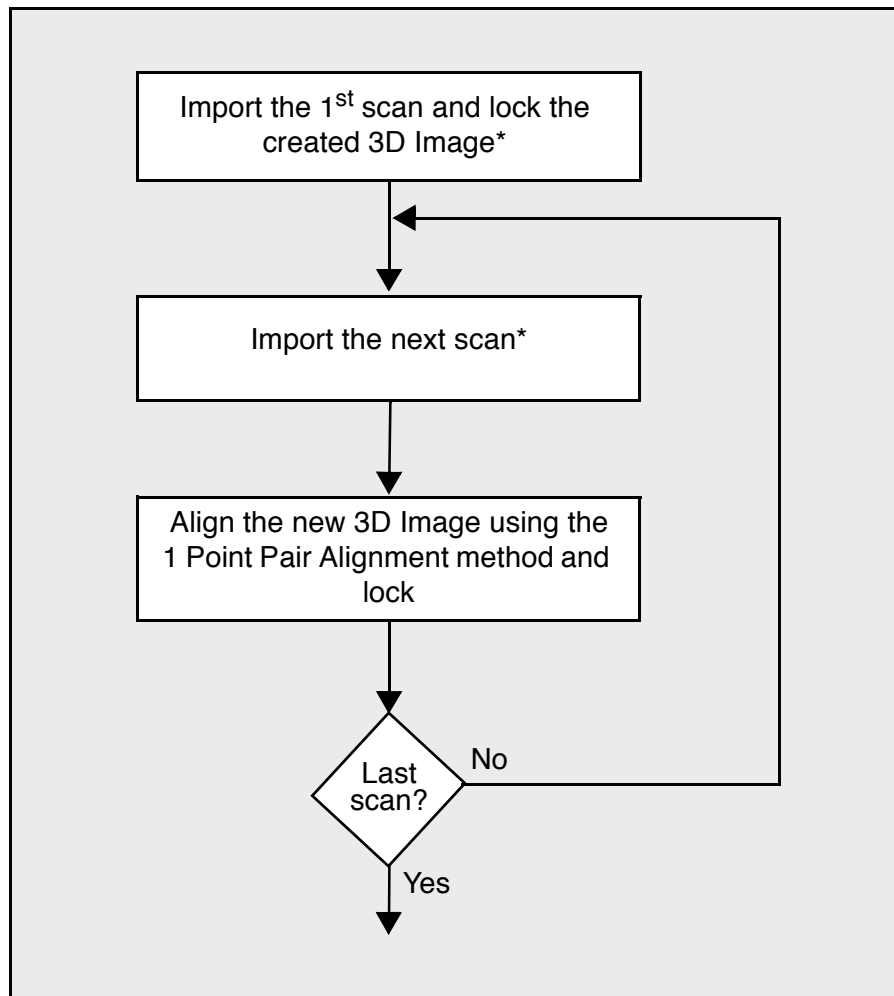 Import the 1st scan and lock the
created 3D Image*
Import the next scan*
Align the new 3D Image using the
1 Point Pair Alignment method and
lock
Last
scan?
No
Yes